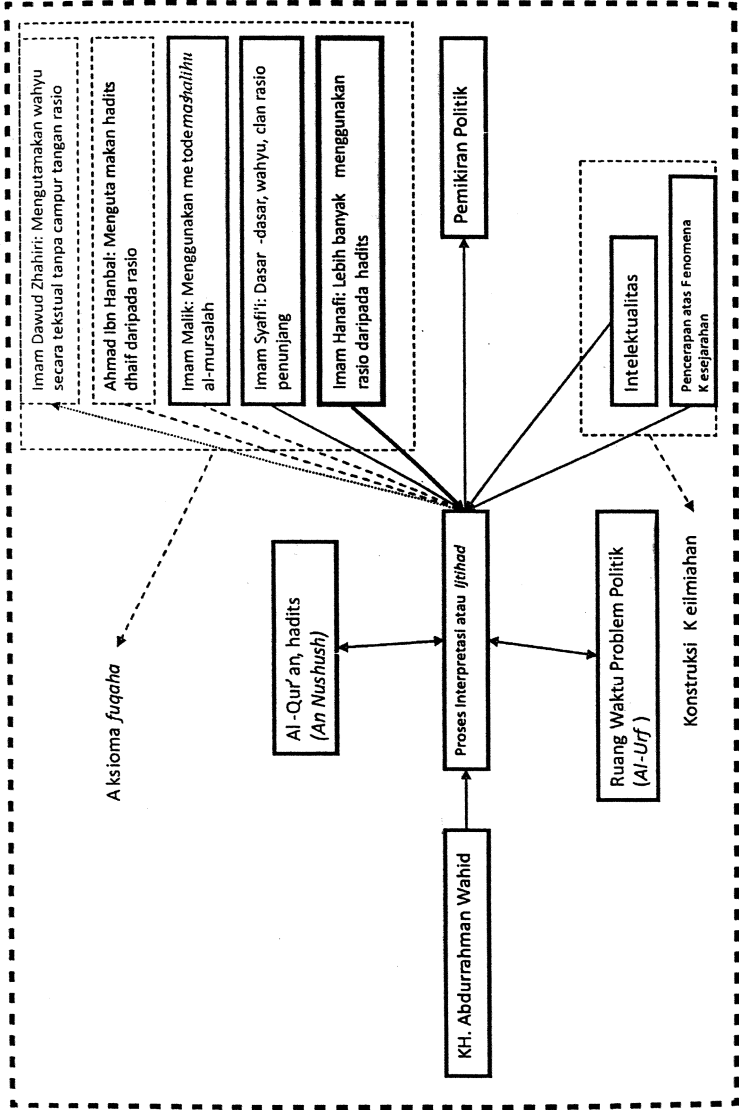 Imam Dawud Zhahiri: Mengutamakan wahyu
secara tekstual tanpa campur tangan rasio
Ahmad Ibn Hanbal: Menguta makan hadits
dhaif daripada rasio
Imam Malik: Menggunakan me tode mashalihu
al-mursalah
Imam Syafi'i: Dasar -dasar, wahyu, clan rasio
penunjang
Imam Hanafi: Lebih banyak menggunakan
rasio daripada hadits
Pemikiran Politik
Intelektualitas
Pencerapan atas Fenomena
K esejarahan
A ksioma fuqaha
Al -Qur'an, hadits
(An Nushush)
Proses Interpretasi atau Ijtihad
Ruang Waktu Problem Politik
(Al-Urf )
Konstruksi K eilmiahan
KH. Abdurrahman Wahid